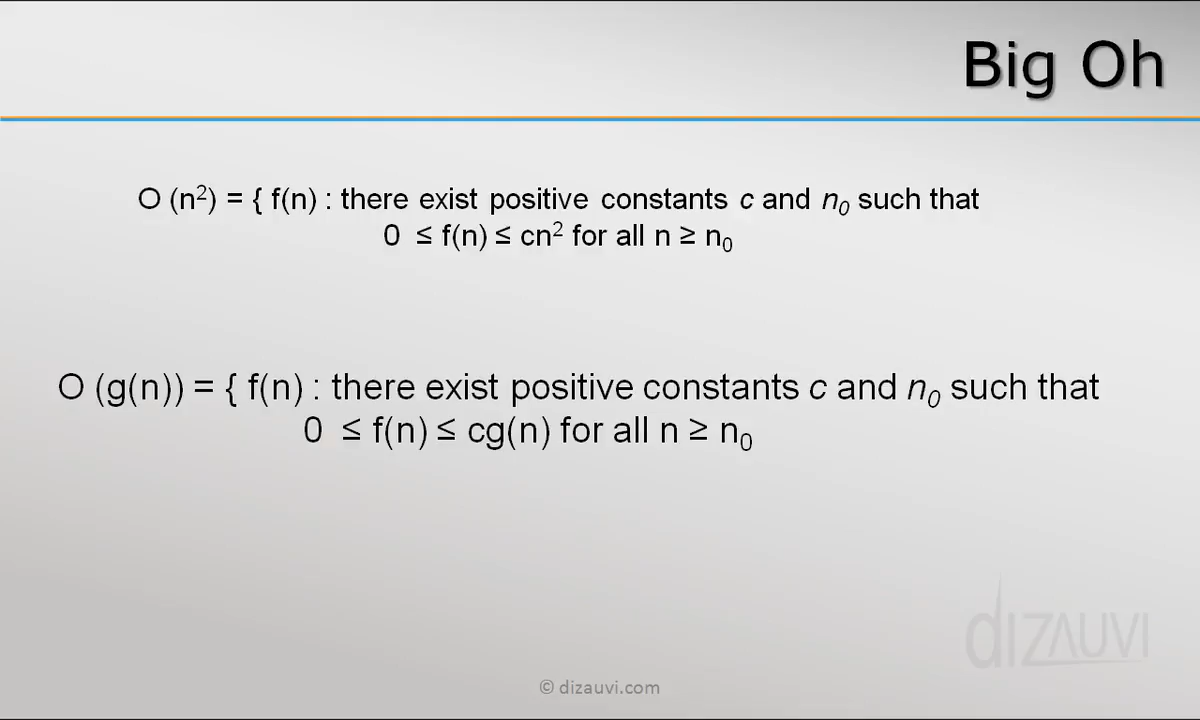 Big Oh
O (n²) = { f(n) : there exist positive constants c and n₀ such that
0 ≤ f(n) ≤ cn² for all n ≥ n₀
O (g(n)) = { f(n) : there exist positive constants c and n₀ such that
0 ≤ f(n) ≤ cg(n) for all n ≥ n₀
dizauvi
© dizauvi.com